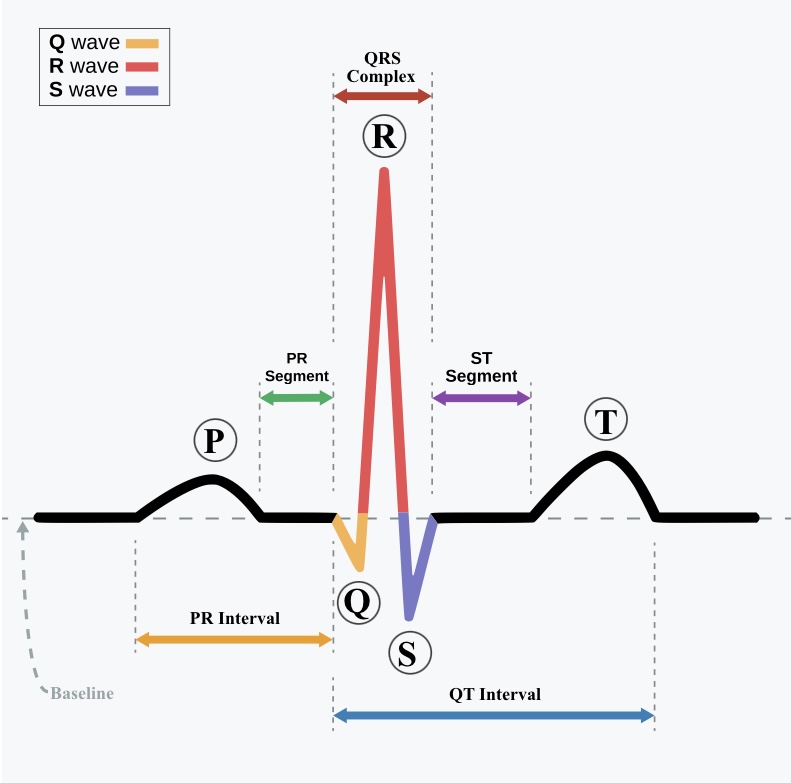 Q wave
R wave
S wave
QRS
Complex
R
PR
Segment
ST
Segment
P
T
Q
PR Interval
S
Baseline
QT Interval